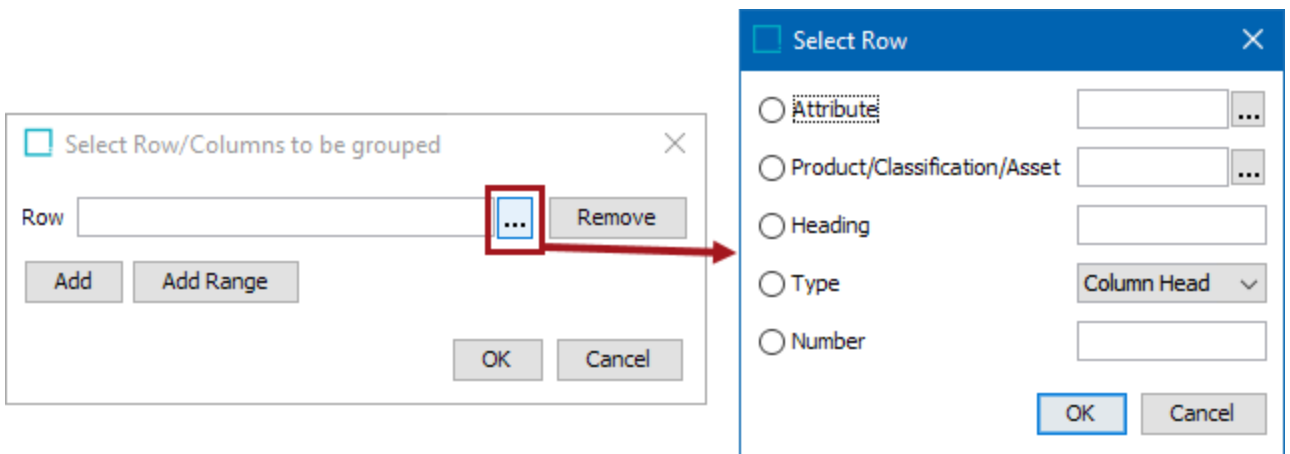 Select Row/Columns to be grouped
Row ... Remove
Add Add Range
OK Cancel
Select Row
Attribute ...
Product/Classification/Asset ...
Heading
Type Column Head
Number
OK Cancel